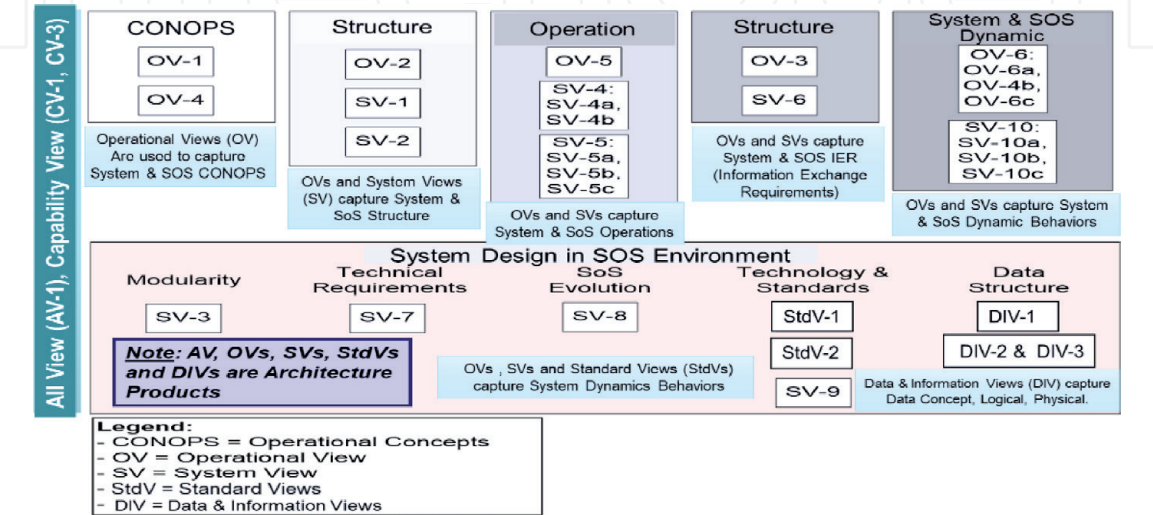 All View (AV-1), Capability View (CV-1, CV-3)
CONOPS
OV-1
OV-4
Operational Views (OV)
Are used to capture
System & SOS CONOPS
Structure
OV-2
SV-1
SV-2
OVs and System Views
(SV) capture System &
SoS Structure
Operation
OV-5
SV-4:
SV-4a,
SV-4b
SV-5:
SV-5a,
SV-5b,
SV-5c
OVs and SVs capture
System & SoS Operations
Structure
OV-3
SV-6
OVs and SVs capture
System & SOS IER
(Information Exchange
Requirements)
System & SOS
Dynamic
OV-6:
OV-6a,
OV-4b,
OV-6c
SV-10:
SV-10a,
SV-10b,
SV-10c
OVs and SVs capture System
& SoS Dynamic Behaviors
System Design in SOS Environment
Modularity
SV-3
Technical
Requirements
SV-7
SoS
Evolution
SV-8
Technology &
Standards
StdV-1
StdV-2
SV-9
Data
Structure
DIV-1
DIV-2 & DIV-3
Note: AV, OVs, SVs, StdVs
and DIVs are Architecture
Products
OVs , SVs and Standard Views (StdVs)
capture System Dynamics Behaviors
Data & Information Views (DIV) capture
Data Concept, Logical, Physical.
Legend:
- CONOPS = Operational Concepts
- OV = Operational View
- SV = System View
- StdV = Standard Views
- DIV = Data & Information Views